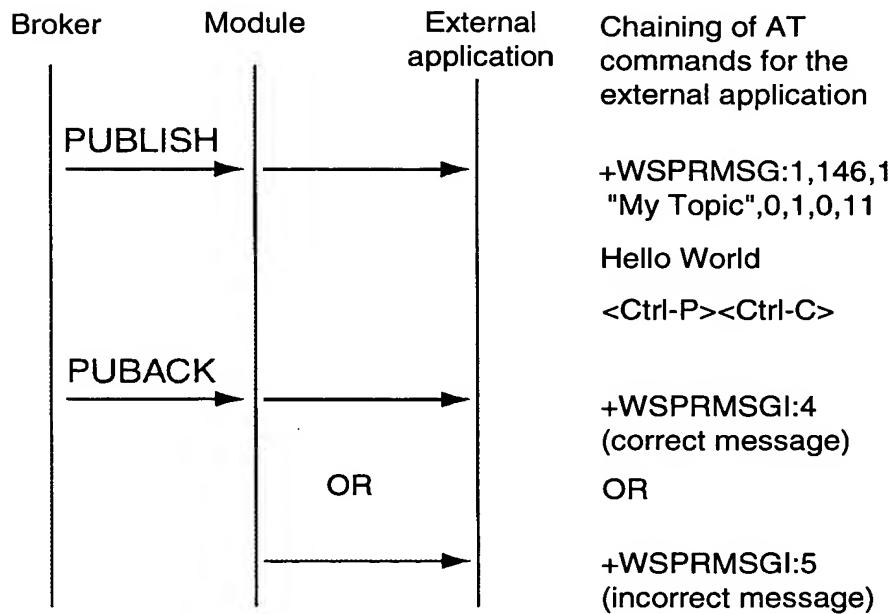 Broker
Module
External
application
Chaining of AT
commands for the
external application
PUBLISH
+WSPRMSG:1,146,1
"My Topic",0,1,0,11
Hello World
<Ctrl-P><Ctrl-C>
PUBACK
+WSPRMSGI:4
(correct message)
OR
OR
+WSPRMSGI:5
(incorrect message)